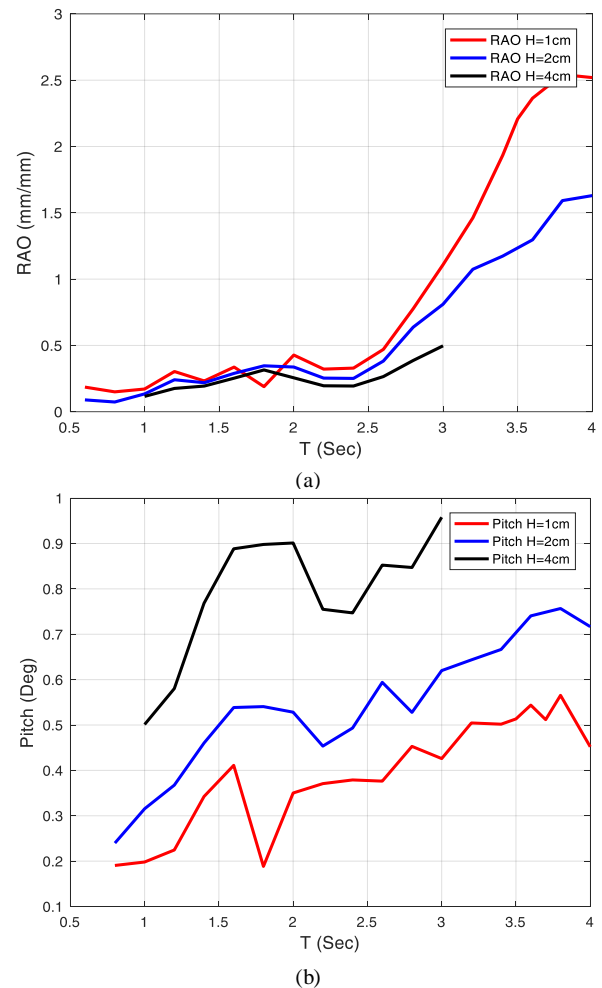 3
2.5
2
1.5
1
0.5
0
RAO (mm/mm)
RAO H=1cm
RAO H=2cm
RAO H=4cm
0.5 1 1.5 2 2.5 3 3.5 4
T (Sec)
(a)
1
0.9
0.8
0.7
0.6
0.5
0.4
0.3
0.2
0.1
Pitch (Deg)
Pitch H=1cm
Pitch H=2cm
Pitch H=4cm
0.5 1 1.5 2 2.5 3 3.5 4
T (Sec)
(b)